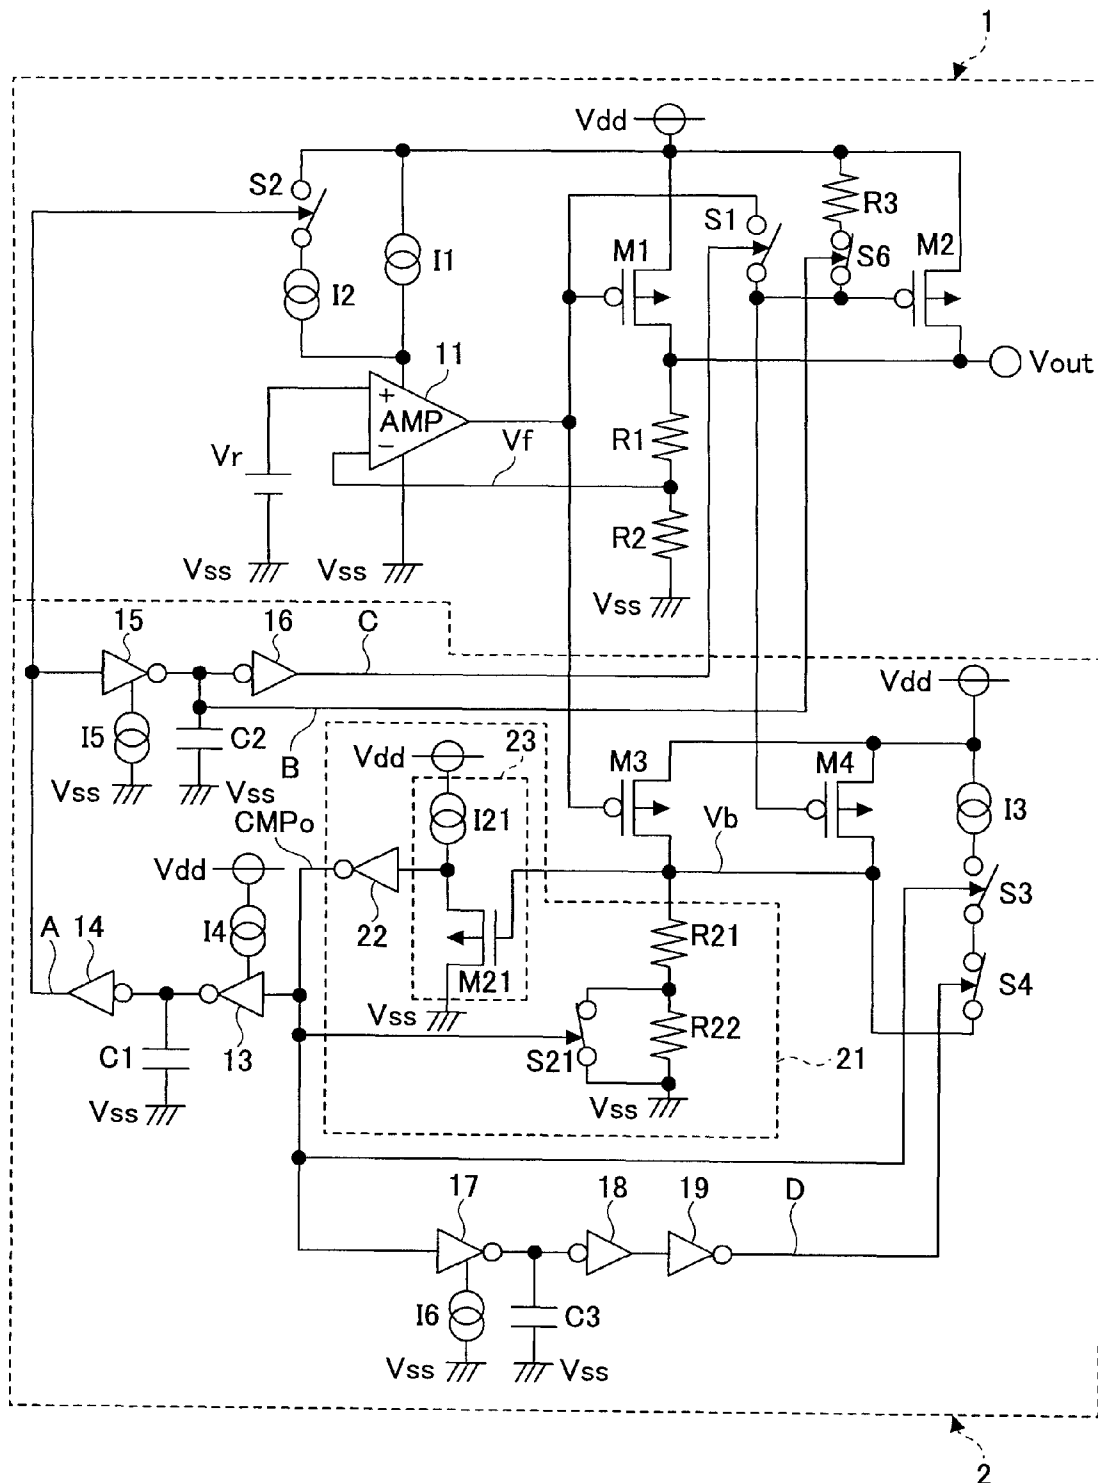 1
Vdd
S2
R3
S1
M1
S6
M2
I1
I2
11
+
AMP
−
Vout
Vr
Vf
R1
R2
Vss
Vss
Vss
15
16
C
Vdd
I5
C2
B
23
M3
M4
Vss
Vss
Vdd
I21
I3
CMPo
Vb
Vdd
S3
I4
22
A
14
M21
R21
S4
Vss
13
C1
R22
S21
21
Vss
Vss
17
18
19
D
I6
C3
Vss
Vss
2